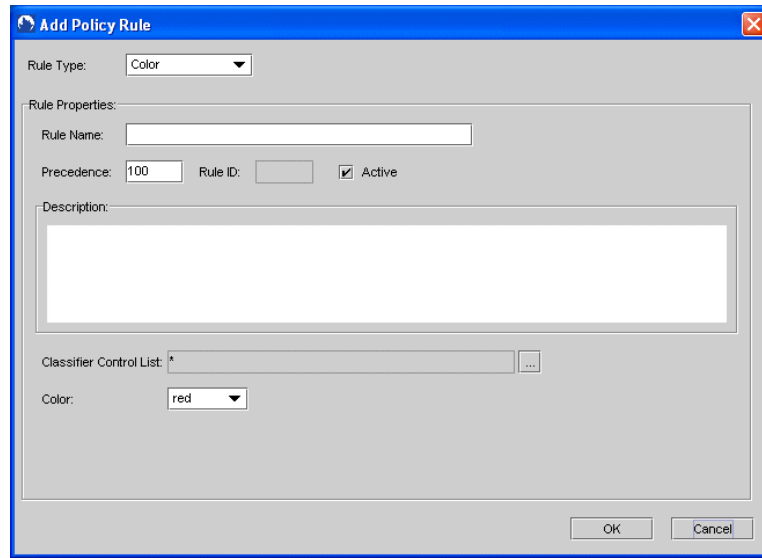 Add Policy Rule
Rule Type: Color
Rule Properties:
Rule Name:
Precedence: 100 Rule ID: Active
Description:
Classifier Control List: * ...
Color: red
OK Cancel